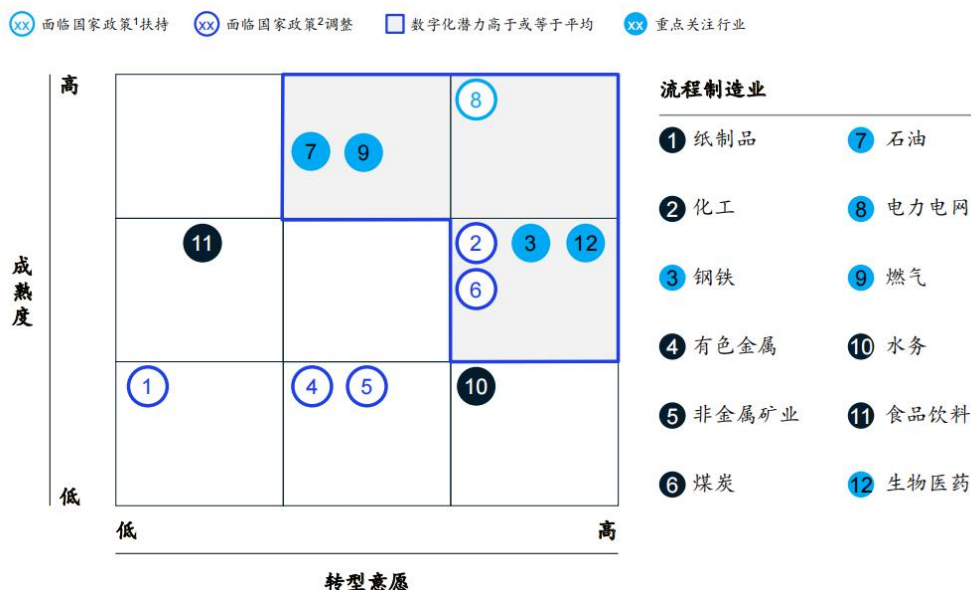 xx 面临国家政策¹扶持 xx 面临国家政策²调整 数字化潜力高于或等于平均 xx 重点关注行业
高
8
7 9
11
2 3 12
6
1 4 5 10
低
低 高
成熟度
转型意愿
流程制造业
1 纸制品 7 石油
2 化工 8 电力电网
3 钢铁 9 燃气
4 有色金属 10 水务
5 非金属矿业 11 食品饮料
6 煤炭 12 生物医药